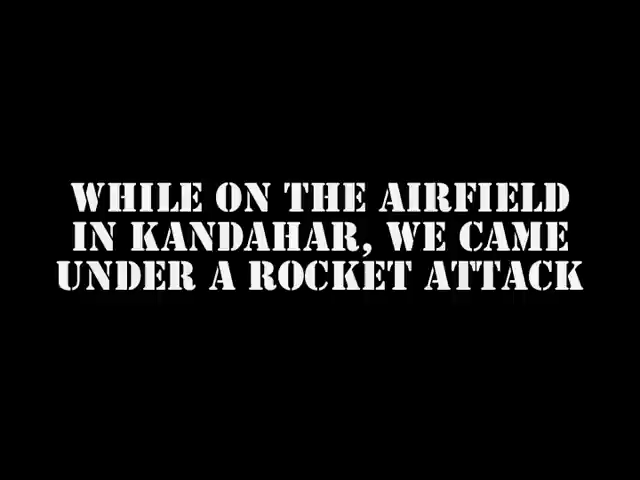 WHILE ON THE AIRFIELD
IN KANDAHAR, WE CAME
UNDER A ROCKET ATTACK